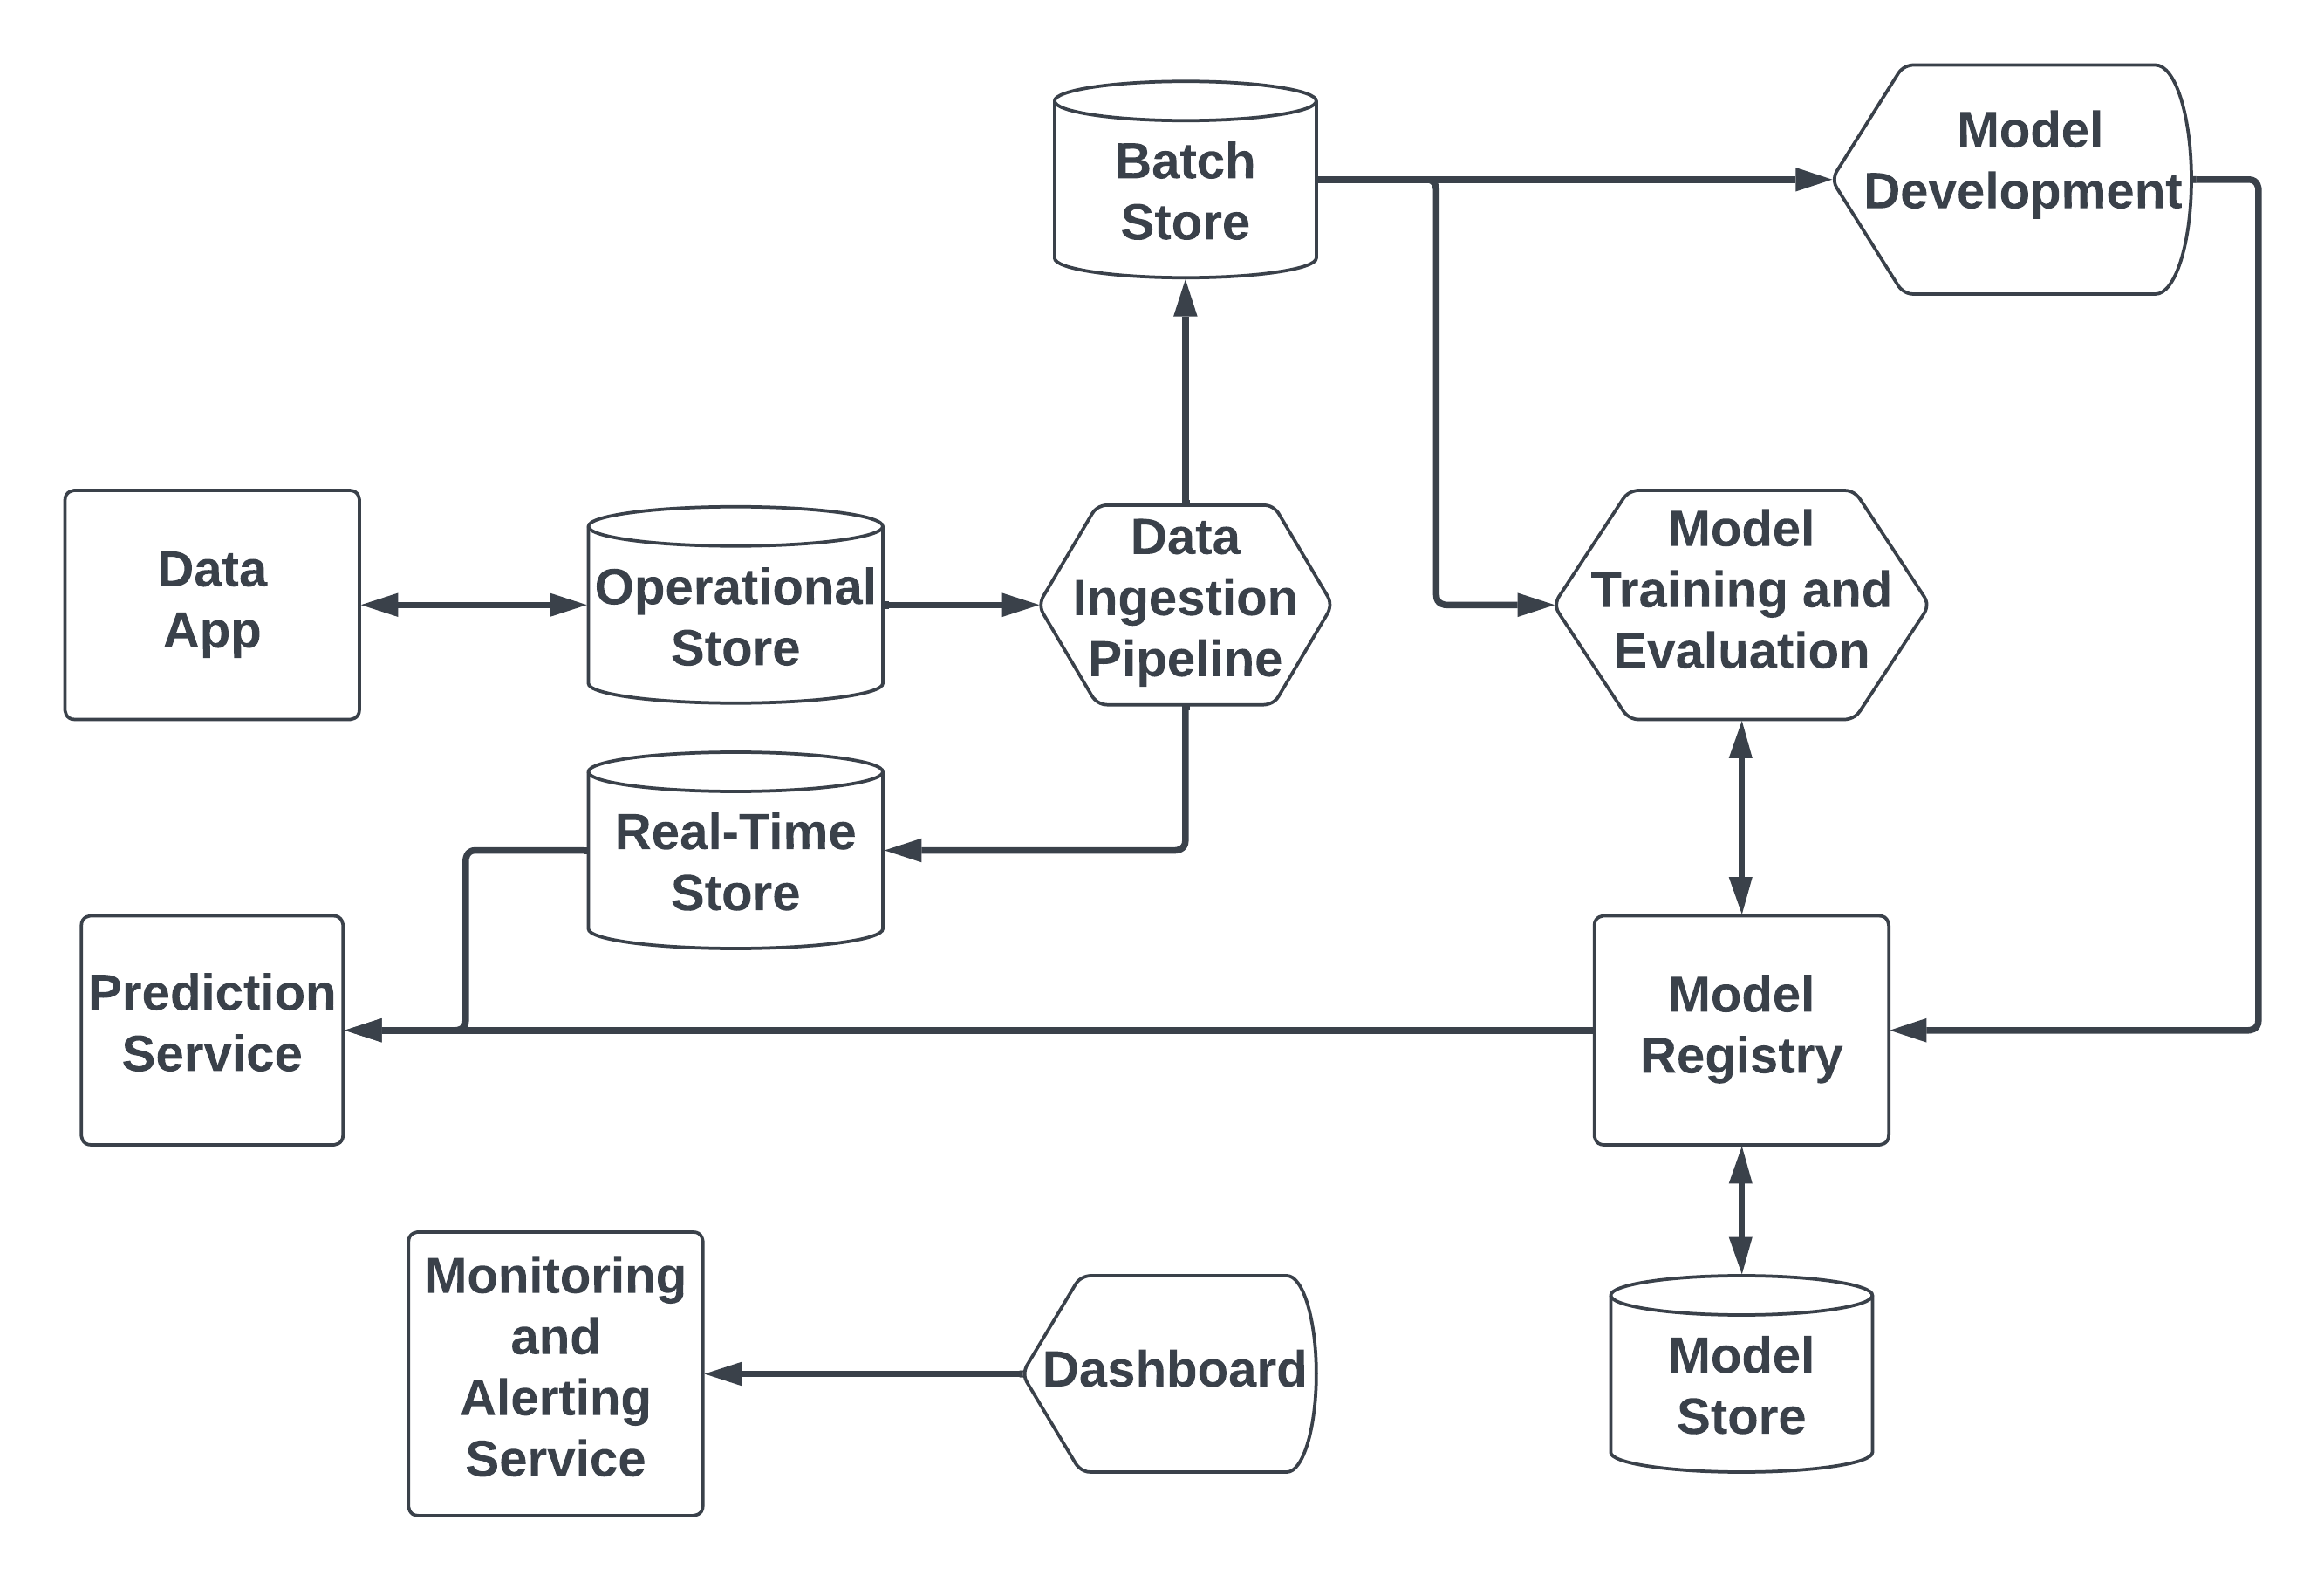 Batch
Store
Model
Development
Data
App
Operational
Store
Data
Ingestion
Pipeline
Model
Training and
Evaluation
Real-Time
Store
Prediction
Service
Model
Registry
Monitoring
and
Alerting
Service
Dashboard
Model
Store